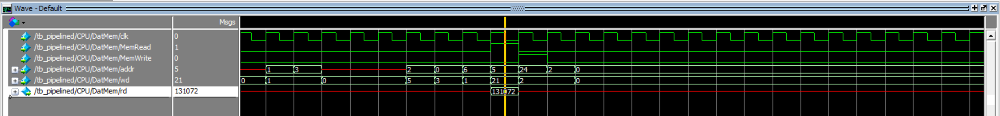 Wave - Default
Msgs
/tb_pipelined/CPU/DatMem/clk 0
/tb_pipelined/CPU/DatMem/MemRead 1
/tb_pipelined/CPU/DatMem/MemWrite 0
/tb_pipelined/CPU/DatMem/addr 5 1 3 2 0 6 5 24 2 0
/tb_pipelined/CPU/DatMem/wd 21 0 1 0 5 3 1 21 2 0
/tb_pipelined/CPU/DatMem/rd 131072 131072